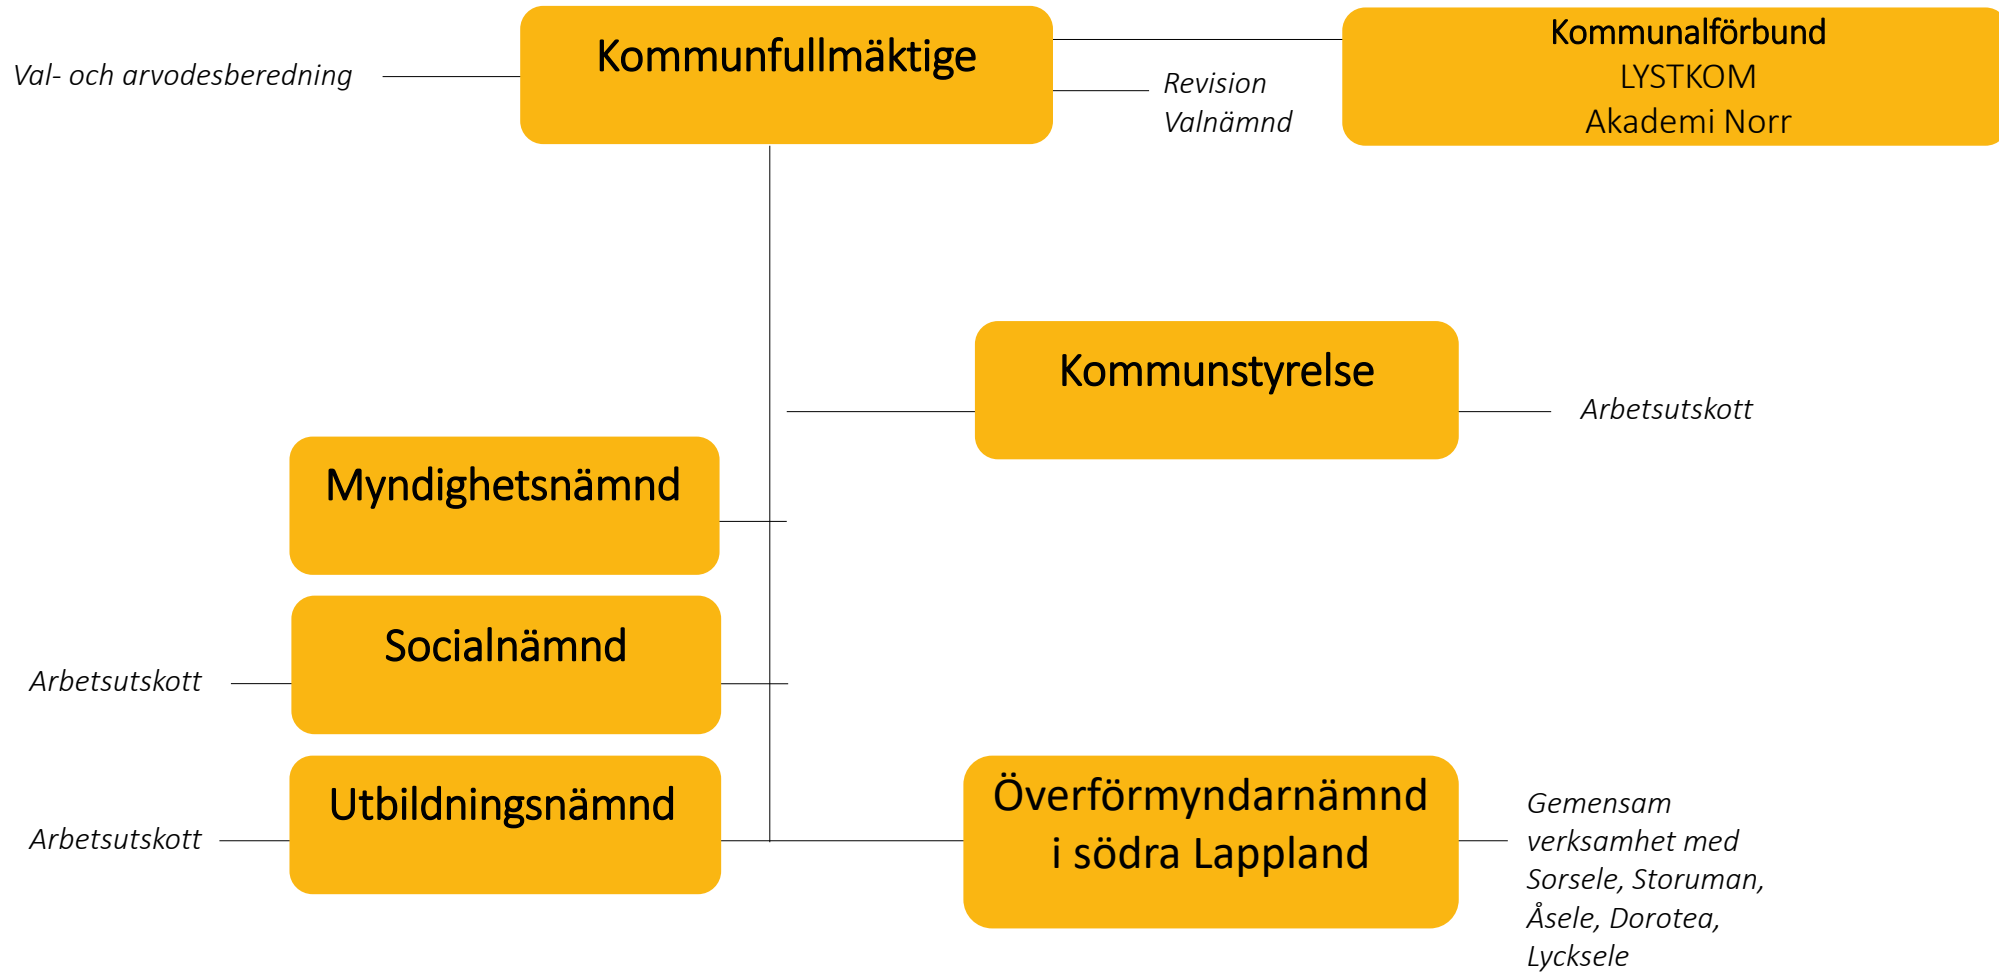 Val- och arvodesberedning
Kommunfullmäktige
Revision
Valnämnd
Kommunalförbund
LYSTKOM
Akademi Norr
Kommunstyrelse
Arbetsutskott
Myndighetsnämnd
Socialnämnd
Arbetsutskott
Utbildningsnämnd
Arbetsutskott
Överförmyndarnämnd
i södra Lappland
Gemensam
verksamhet med
Sorsele, Storuman,
Åsele, Dorotea,
Lycksele